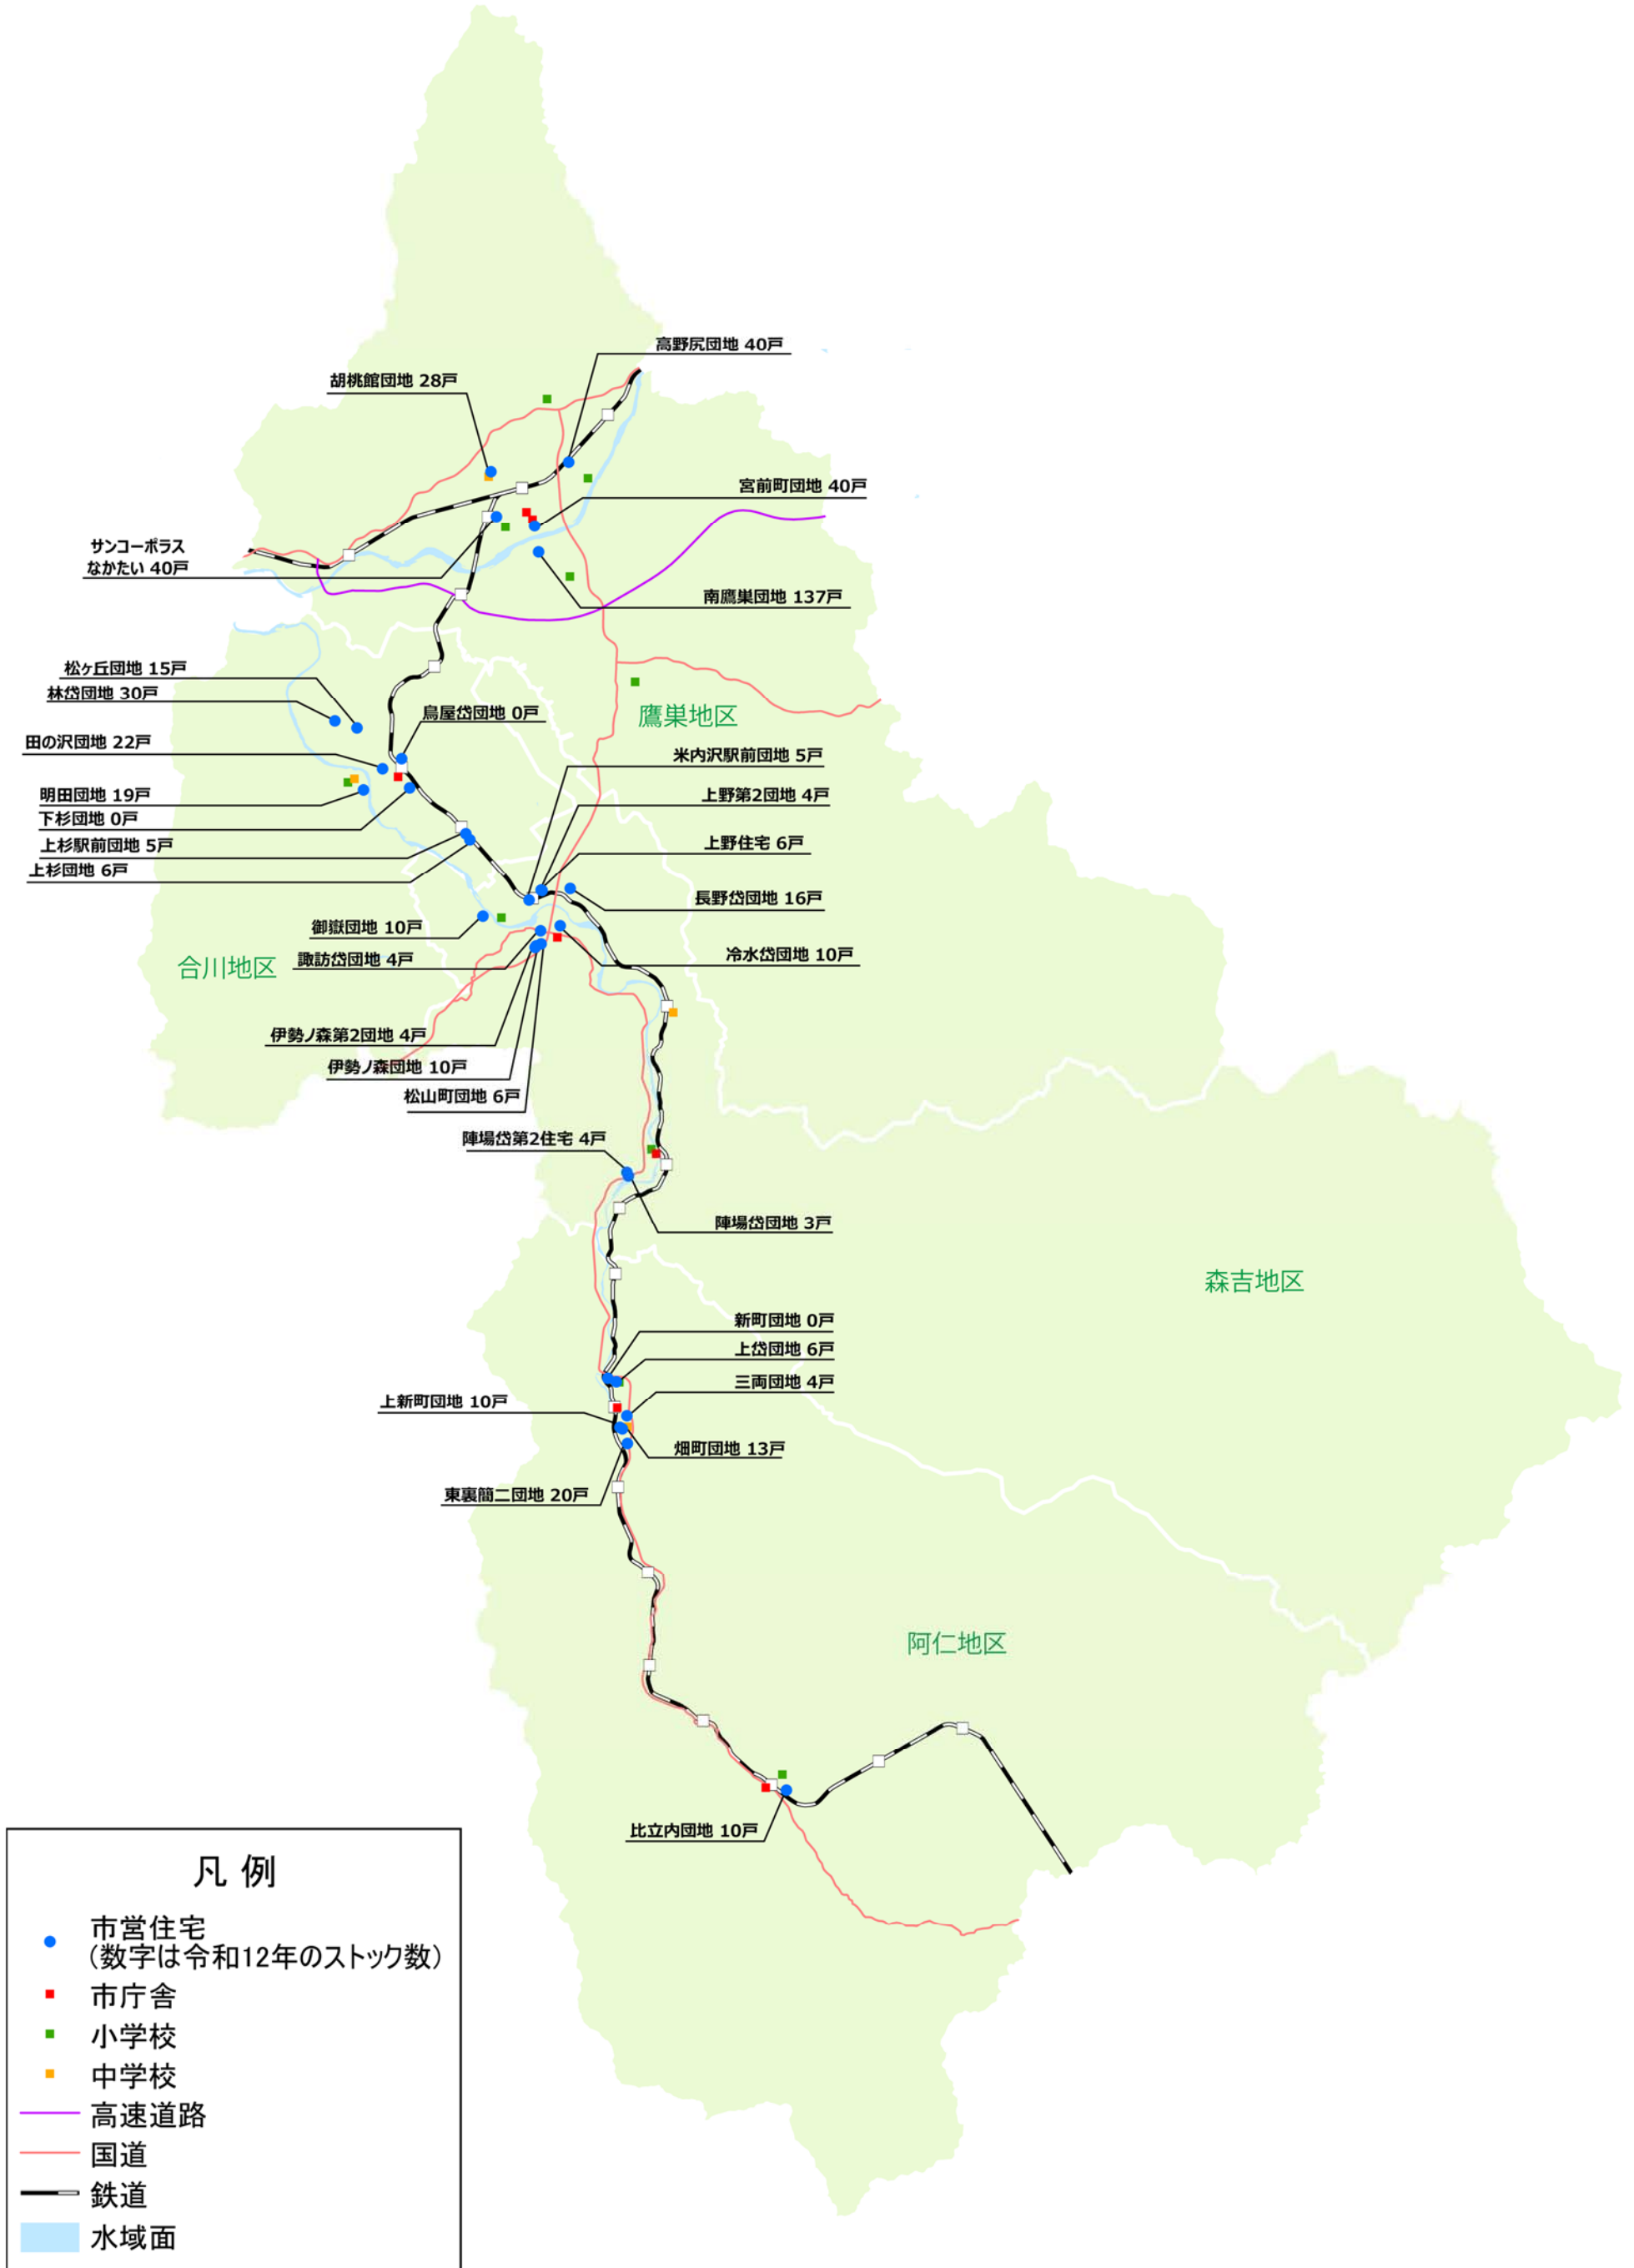 高野尻団地 40戸
胡桃館団地 28戸
宮前町団地 40戸
サンコーポラス
なかたい 40戸
南鷹巣団地 137戸
松ヶ丘団地 15戸
林岱団地 30戸
鳥屋岱団地 0戸
鷹巣地区
田の沢団地 22戸
米内沢駅前団地 5戸
明田団地 19戸
上野第2団地 4戸
下杉団地 0戸
上杉駅前団地 5戸
上野住宅 6戸
上杉団地 6戸
長野岱団地 16戸
御嶽団地 10戸
合川地区
諏訪岱団地 4戸
冷水岱団地 10戸
伊勢ノ森第2団地 4戸
伊勢ノ森団地 10戸
松山町団地 6戸
陣場岱第2住宅 4戸
陣場岱団地 3戸
森吉地区
新町団地 0戸
上岱団地 6戸
三両団地 4戸
上新町団地 10戸
畑町団地 13戸
東裏簡二団地 20戸
阿仁地区
比立内団地 10戸
凡 例
市営住宅
(数字は令和12年のストック数)
市庁舎
小学校
中学校
高速道路
国道
鉄道
水域面